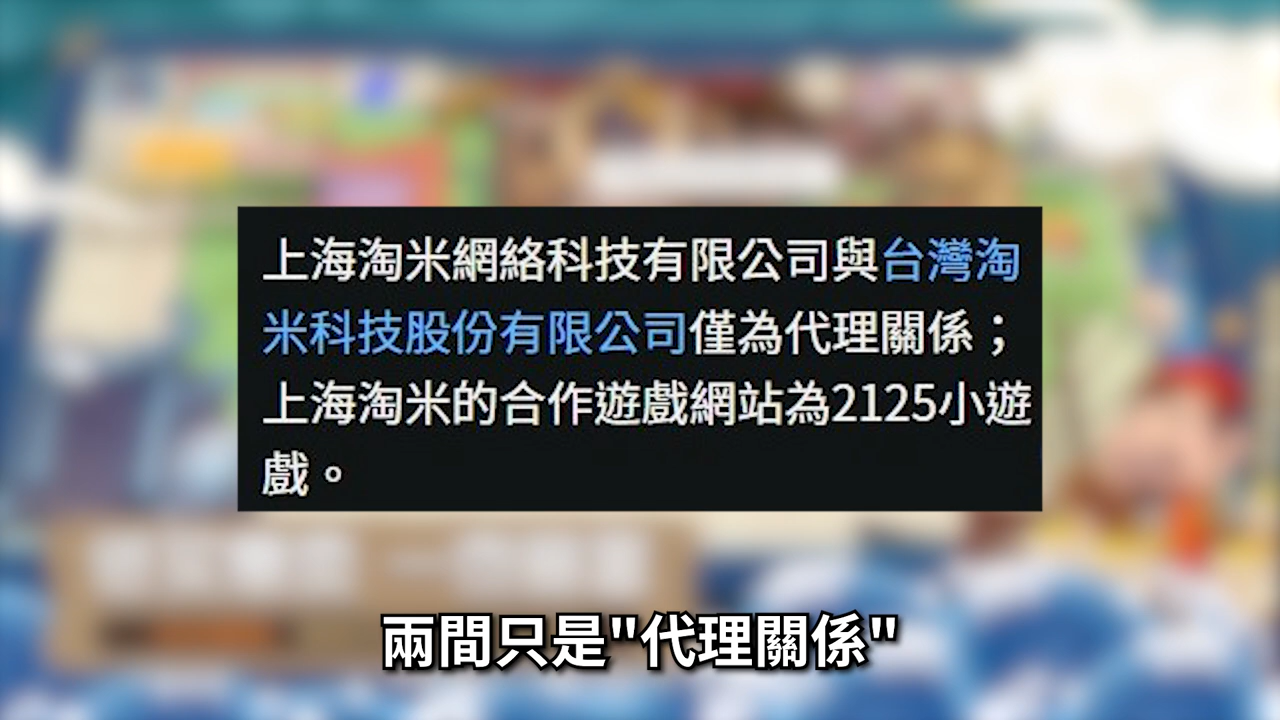 上海淘米網絡科技有限公司與台灣淘
米科技股份有限公司僅為代理關係；
上海淘米的合作遊戲網站為2125小遊
戲。
兩間只是"代理關係"